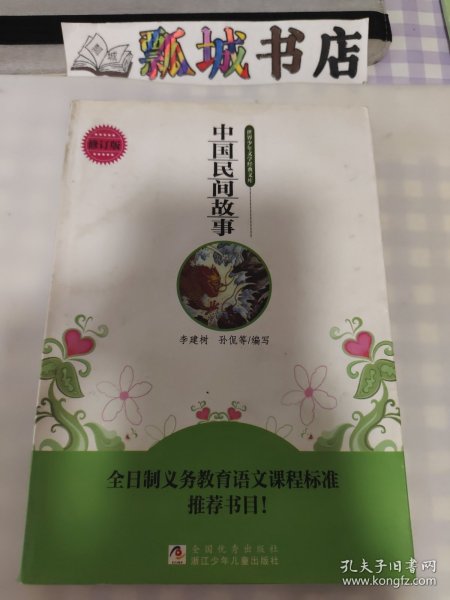 瓢城书店
修订版
世界少年文学经典文库
中国民间故事
李建树 孙侃等/编写
全日制义务教育语文课程标准
推荐书目!
全国优秀出版社
浙江少年儿童出版社
孔夫子旧书网
www.kongfz.com